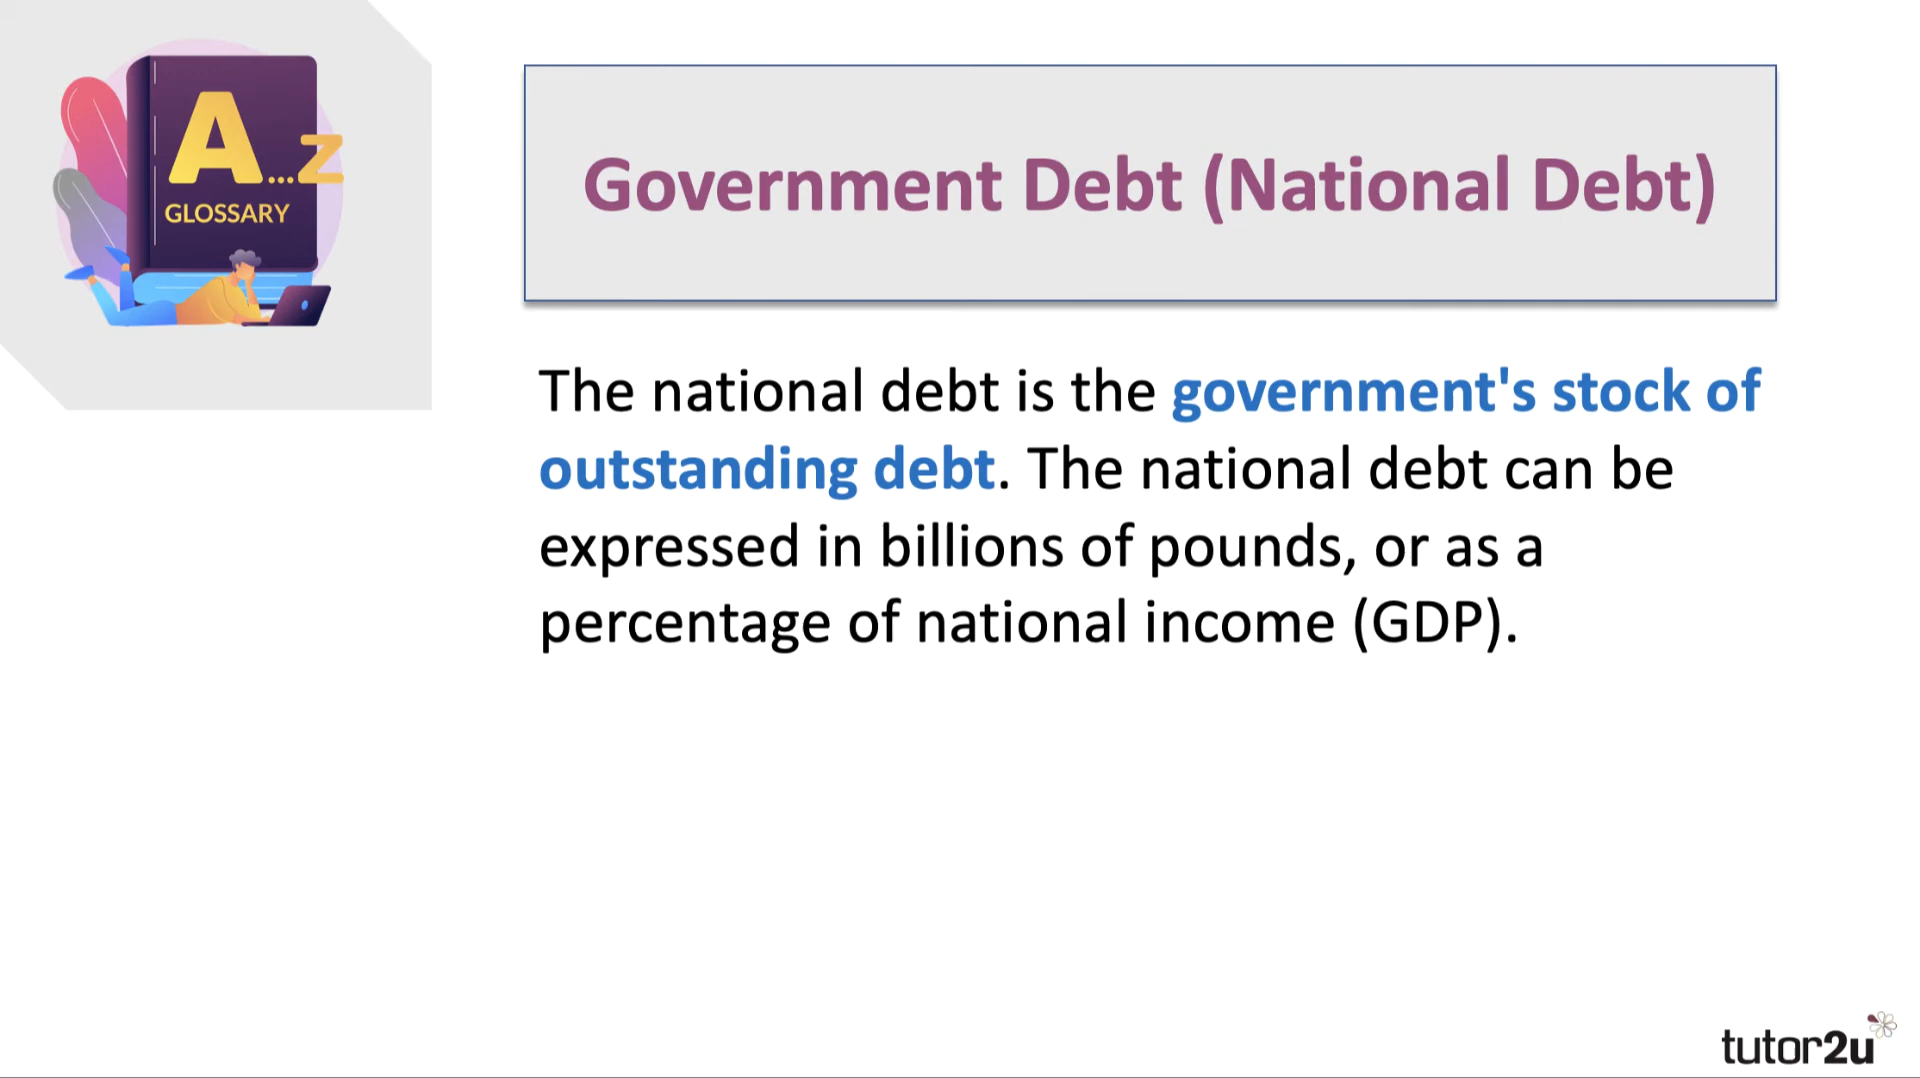 A...Z
GLOSSARY
Government Debt (National Debt)
The national debt is the government's stock of
outstanding debt. The national debt can be
expressed in billions of pounds, or as a
percentage of national income (GDP).
tutor2u